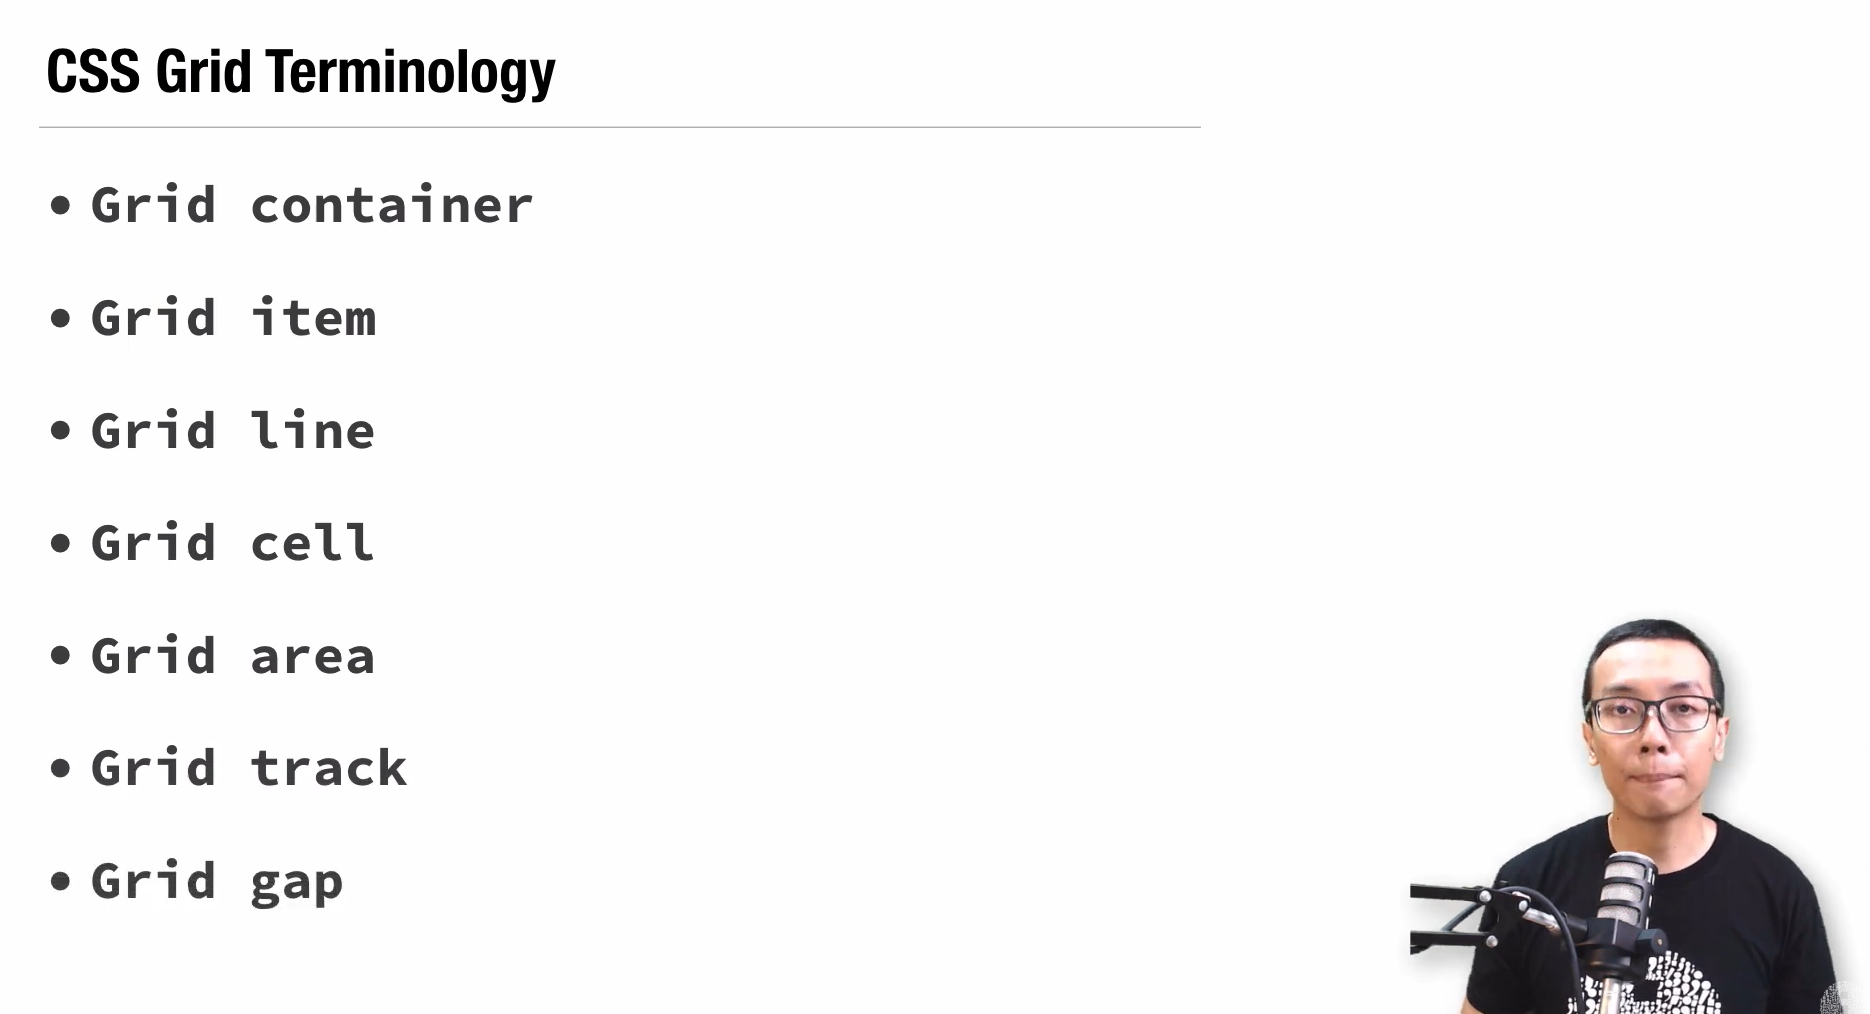 CSS Grid Terminology
• Grid container
• Grid item
• Grid line
• Grid cell
• Grid area
• Grid track
• Grid gap